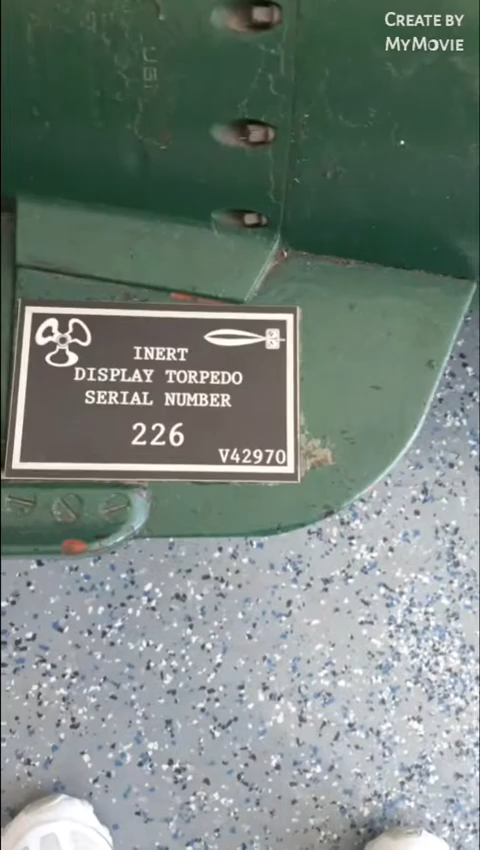 CREATE BY
MYMOVIE
INERT
DISPLAY TORPEDO
SERIAL NUMBER
226
V42970